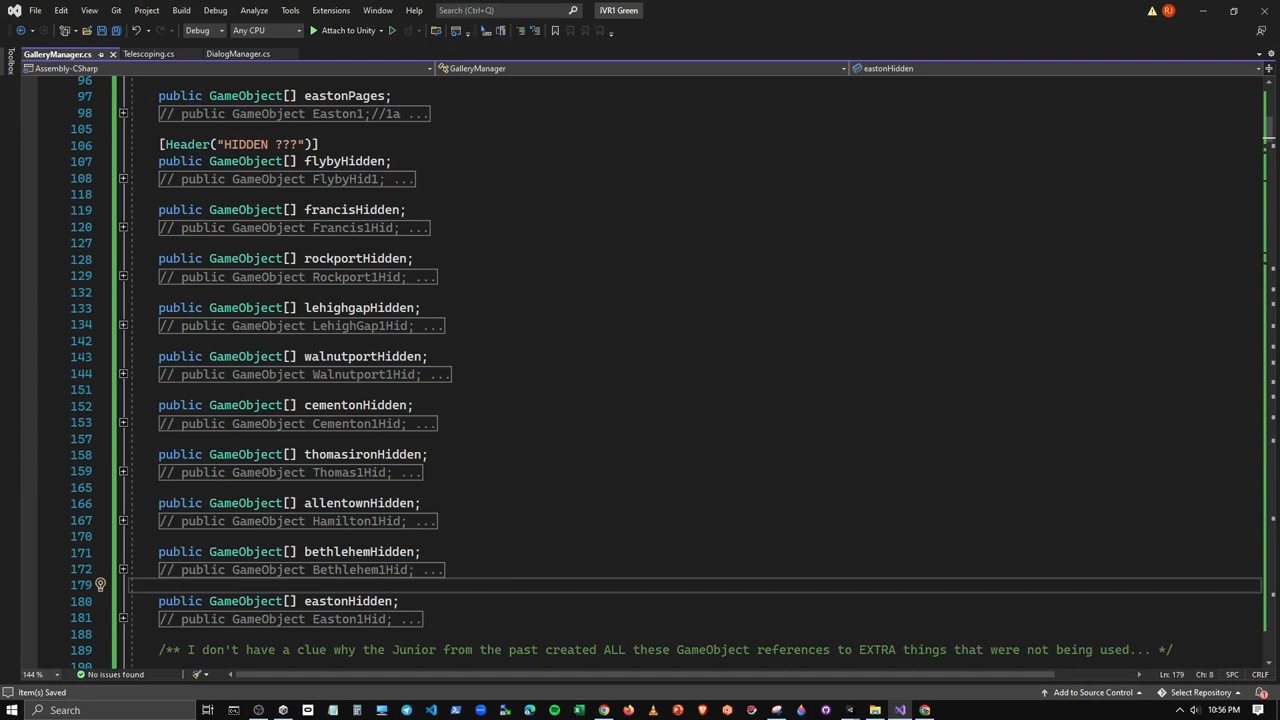 File Edit View Git Project Build Debug Test Analyze Tools Extensions Window Help Search (Ctrl+Q) iVR1 Green RJ
Debug Any CPU Attach to Unity
GalleryManager.cs Telescoping.cs DialogManager.cs
Toolbox
Assembly-CSharp GalleryManager eastonHidden
96
97 public GameObject[] eastonPages;
98 // public GameObject Easton1;//1a ...
105
106 [Header("HIDDEN ???")]
107 public GameObject[] flybyHidden;
108 // public GameObject FlybyHid1; ...
118
119 public GameObject[] francisHidden;
120 // public GameObject Francis1Hid; ...
127
128 public GameObject[] rockportHidden;
129 // public GameObject Rockport1Hid; ...
132
133 public GameObject[] lehighgapHidden;
134 // public GameObject LehighGap1Hid; ...
142
143 public GameObject[] walnutportHidden;
144 // public GameObject Walnutport1Hid; ...
151
152 public GameObject[] cementonHidden;
153 // public GameObject Cementon1Hid; ...
157
158 public GameObject[] thomasironHidden;
159 // public GameObject Thomas1Hid; ...
165
166 public GameObject[] allentownHidden;
167 // public GameObject Hamilton1Hid; ...
170
171 public GameObject[] bethlehemHidden;
172 // public GameObject Bethlehem1Hid; ...
179
180 public GameObject[] eastonHidden;
181 // public GameObject Easton1Hid; ...
188
189 /** I don't have a clue why the Junior from the past created ALL these GameObject references to EXTRA things that were not being used... */
190
144 % No issues found Ln: 179 Ch: 8 SPC CRLF
Item(s) Saved Add to Source Control Select Repository 1
Search 10:56 PM